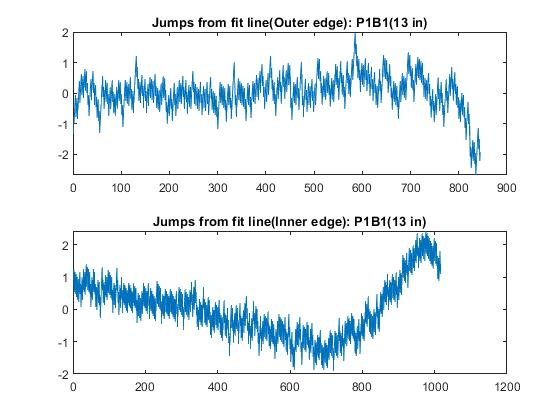 Jumps from fit line(Outer edge): P1B1(13 in)
2
1
0
-1
-2
0 100 200 300 400 500 600 700 800 900
Jumps from fit line(Inner edge): P1B1(13 in)
2
1
0
-1
-2
0 200 400 600 800 1000 1200